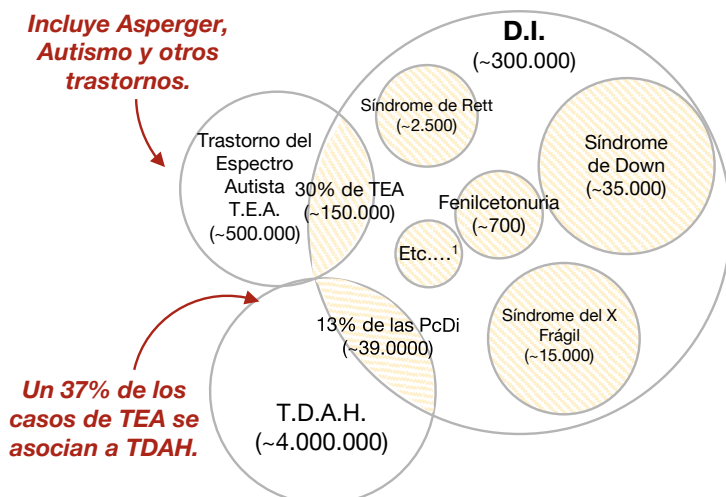 Incluye Asperger,
Autismo y otros
trastornos.
D.I.
(~300.000)
Síndrome de Rett
(~2.500)
Trastorno del
Espectro
Autista
T.E.A.
(~500.000)
30% de TEA
(~150.000)
Síndrome
de Down
(~35.000)
Fenilcetonuria
(~700)
Etc.…¹
13% de las PcDi
(~39.0000)
Síndrome del X
Frágil
(~15.000)
Un 37% de los
casos de TEA se
asocian a TDAH.
T.D.A.H.
(~4.000.000)